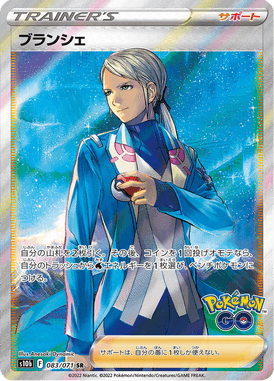 TRAINER'S
サポート
ブランシェ
自分の山札を2枚引く。その後、コインを1回投げオモテなら、
自分のトラッシュから エネルギーを1枚選び、ベンチポケモンに
つける。
Pokémon
GO
s10b F 083/071 SR
サポートは、自分の番に1枚しか使えない。
©2022 Niantic. ©2022 Pokémon/Nintendo/Creatures/GAME FREAK.